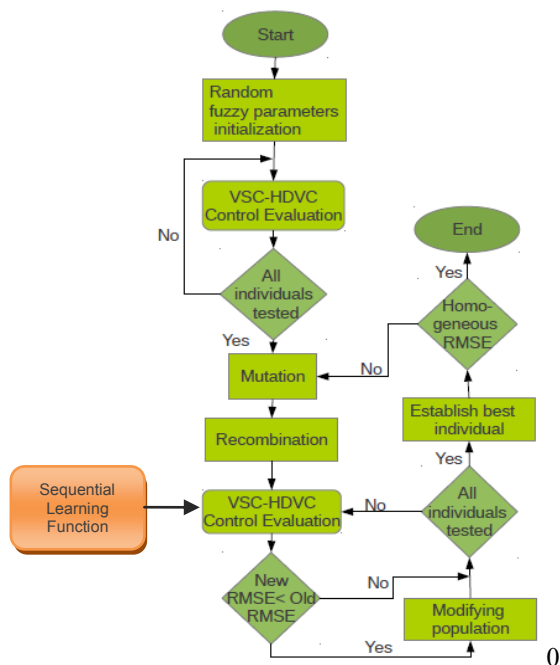 Start
Random
fuzzy parameters
initialization
VSC-HDVC
Control Evaluation
No
All
individuals
tested
Yes
Mutation
Recombination
Sequential
Learning
Function
VSC-HDVC
Control Evaluation
New
RMSE< Old
RMSE
No
Yes
Modifying
population
All
individuals
tested
No
Yes
Establish best
individual
Homo-
geneous
RMSE
No
Yes
End
0